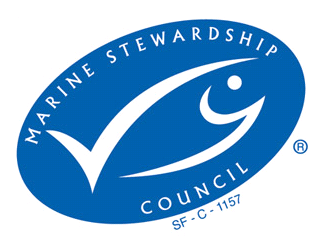 MARINE STEWARDSHIP
COUNCIL
®
SF - C - 1157